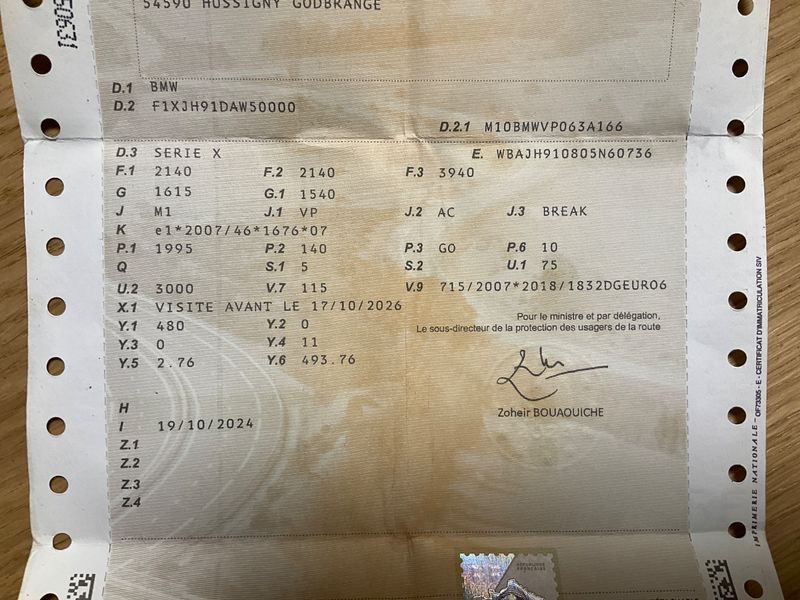 50631
54590 HUSSIGNY GODBRANGE
D.1 BMW
D.2 F1XJH91DAW50000
D.2.1 M10BMWVP063A166
D.3 SERIE X E. WBAJH910805N60736
F.1 2140 F.2 2140 F.3 3940
G 1615 G.1 1540
J M1 J.1 VP J.2 AC J.3 BREAK
K e1*2007/46*1676*07
P.1 1995 P.2 140 P.3 GO P.6 10
Q S.1 5 S.2 U.1 75
U.2 3000 V.7 115 V.9 715/2007*2018/1832DGEURO6
X.1 VISITE AVANT LE 17/10/2026
Pour le ministre et par délégation,
Le sous-directeur de la protection des usagers de la route
Y.1 480 Y.2 0
Y.3 0 Y.4 11
Y.5 2.76 Y.6 493.76
Zoheir BOUAOUICHE
H
I 19/10/2024
Z.1
Z.2
Z.3
Z.4
IMPRIMERIE NATIONALE - OF73305 - E - CERTIFICAT D'IMMATRICULATION SIV